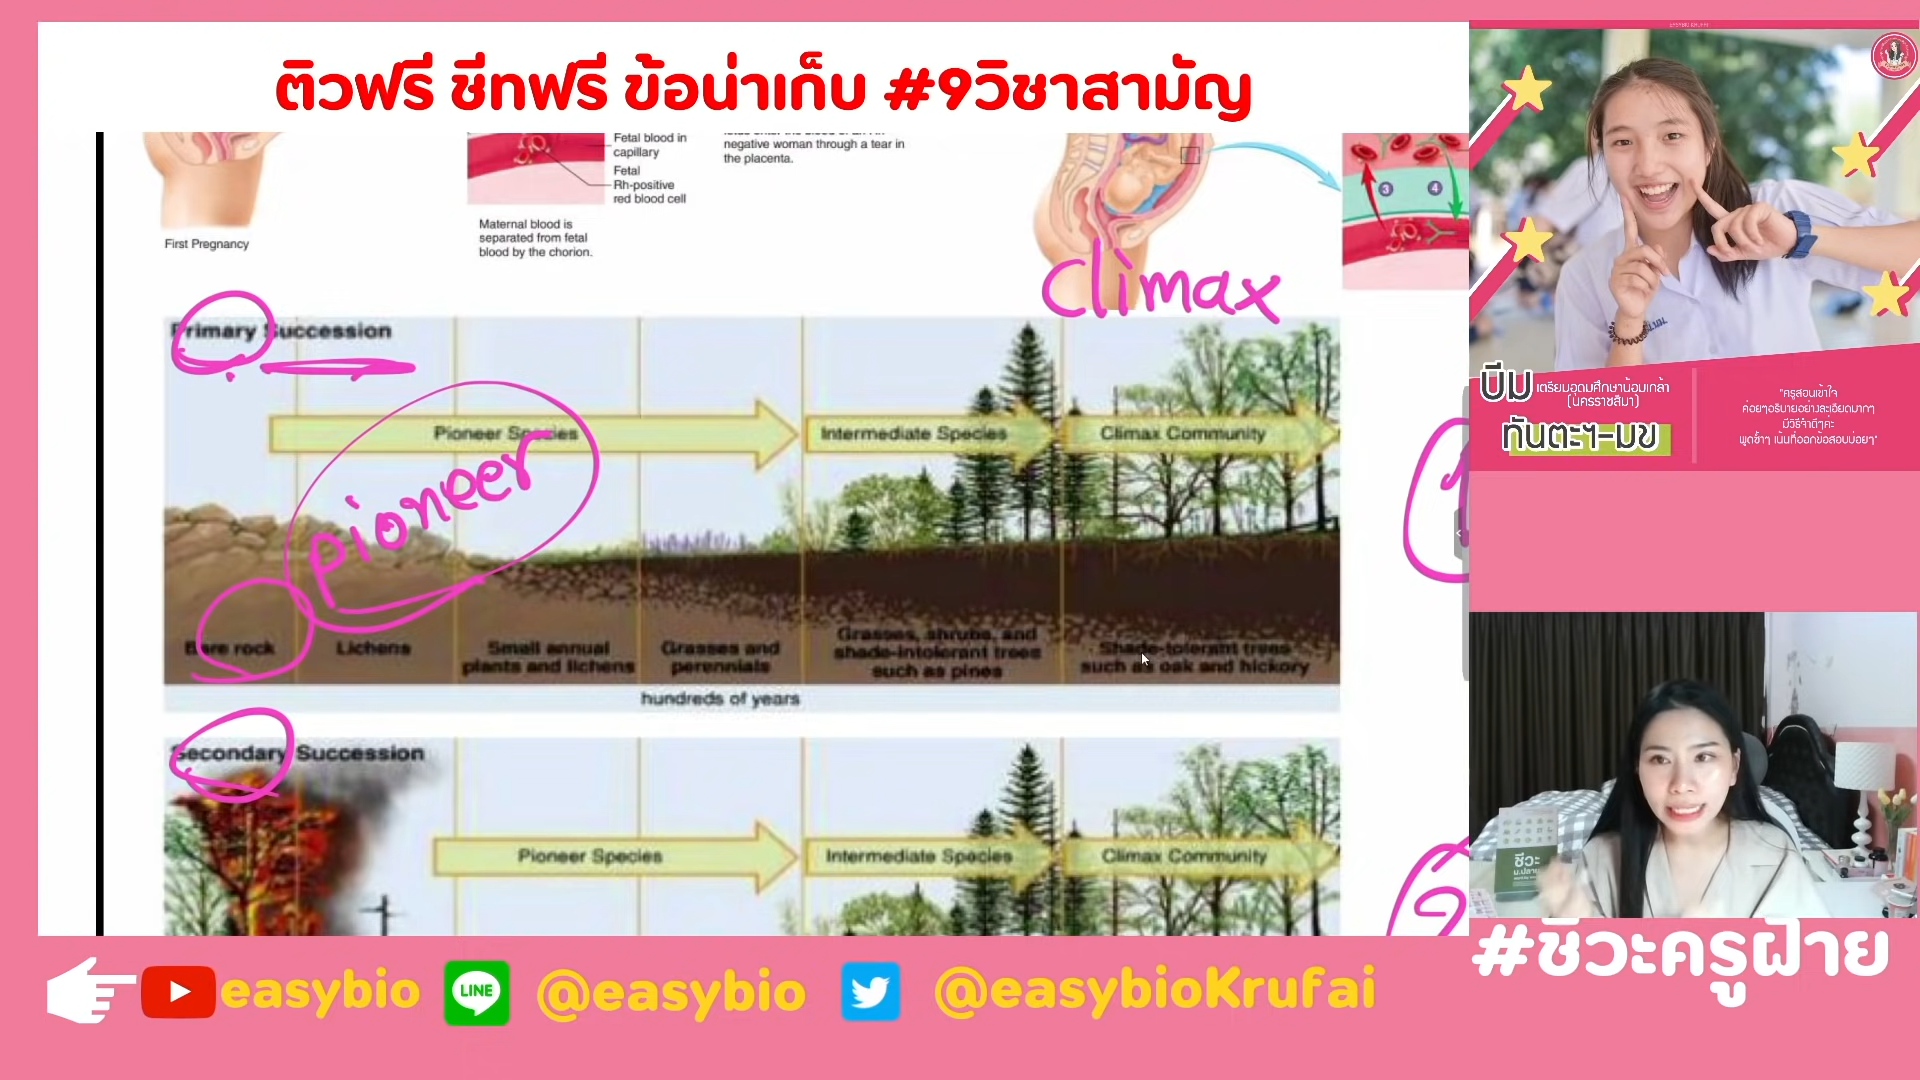 ติวฟรี ชีทฟรี ข้อน่าเก็บ #9วิชาสามัญ
Fetal blood in
capillary
Fetal
Rh-positive
red blood cell
negative woman through a tear in
the placenta.
Maternal blood is
separated from fetal
blood by the chorion.
First Pregnancy
3
4
Climax
Primary Succession
Pioneer Species
Intermediate Species
Climax Community
pioneer
Bare rock
Lichens
Small annual
plants and lichens
Grasses and
perennials
Grasses, shrubs, and
shade-intolerant trees
such as pines
Shade-tolerant trees
such as oak and hickory
hundreds of years
Secondary Succession
Pioneer Species
Intermediate Species
Climax Community
บีม เตรียมอุดมศึกษาน้อมเกล้า
(นครราชสีมา)
ทันตะฯ-มข
"ครูสอนเข้าใจ
ค่อยๆอธิบายอย่างละเอียดมากๆ
มีวิธีจำดีๆค่ะ
พูดซ้ำๆ เน้นที่ออกข้อสอบบ่อยๆ"
ชีวะ
ม.ปลาย
#ชีวะครูฝ้าย
easybio
LINE
@easybio
@easybioKrufai